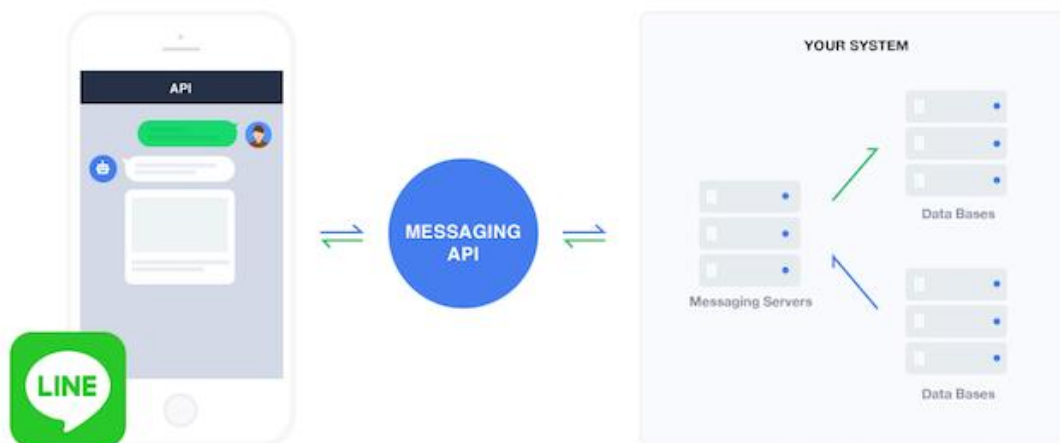 API
LINE
MESSAGING
API
YOUR SYSTEM
Messaging Servers
Data Bases
Data Bases